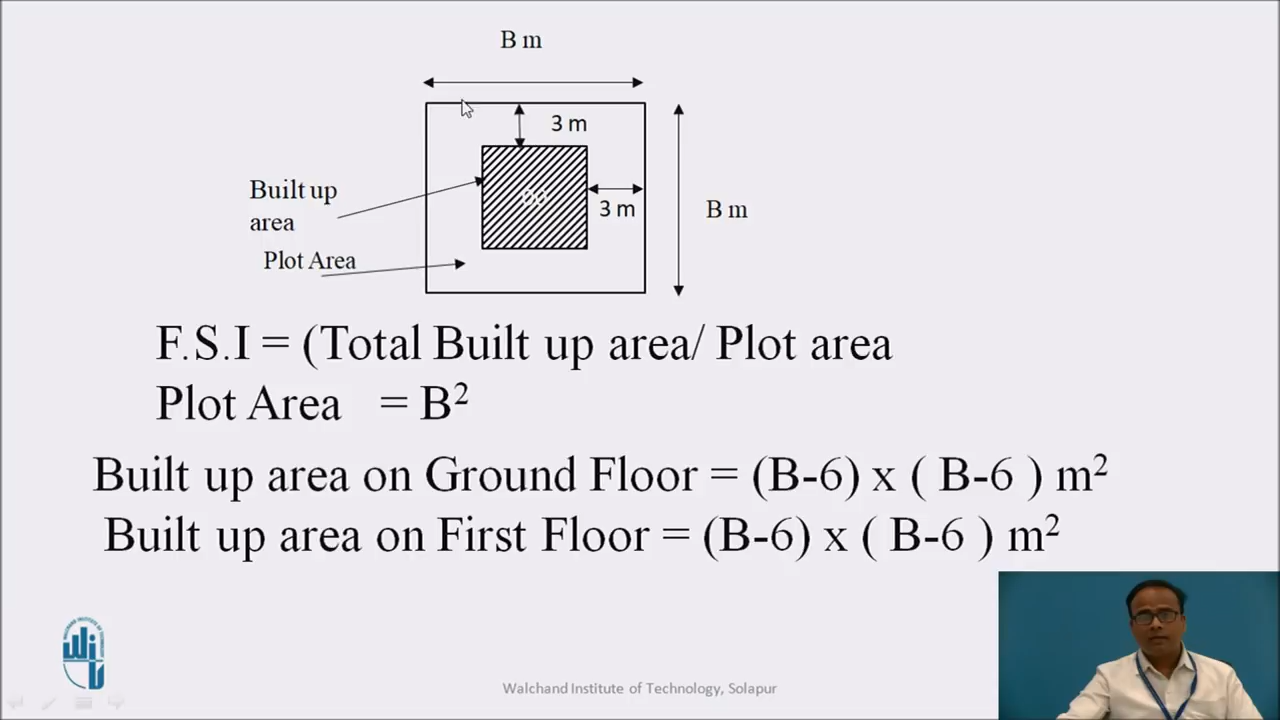 B m
3 m
Built up
area
3 m
B m
Plot Area
F.S.I = (Total Built up area/ Plot area
Plot Area = B²
Built up area on Ground Floor = (B-6) x ( B-6 ) m²
Built up area on First Floor = (B-6) x ( B-6 ) m²
Walchand Institute of Technology, Solapur